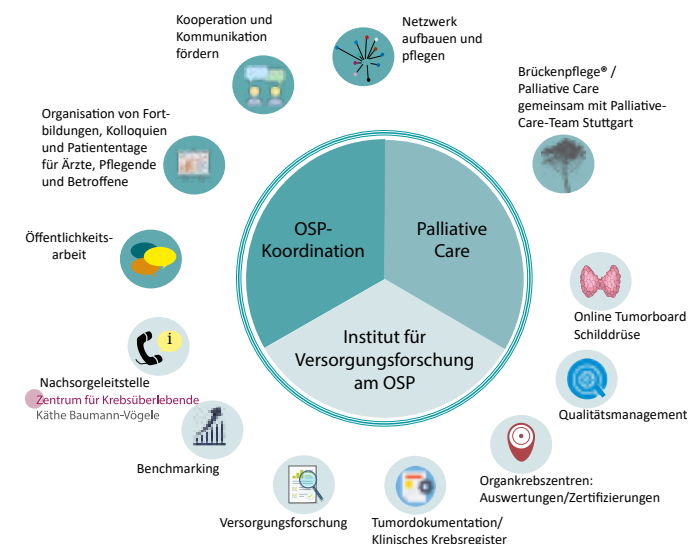 Kooperation und
Kommunikation
fördern
Netzwerk
aufbauen und
pflegen
Brückenpflege® /
Palliative Care
gemeinsam mit Palliative-
Care-Team Stuttgart
Organisation von Fort-
bildungen, Kolloquien
und Patiententage
für Ärzte, Pflegende
und Betroffene
OSP-
Koordination
Palliative
Care
Öffentlichkeits-
arbeit
Online Tumorboard
Schilddrüse
Institut für
Versorgungsforschung
am OSP
i
Nachsorgeleitstelle
Zentrum für Krebsüberlebende
Käthe Baumann-Vögele
Qualitätsmanagement
Benchmarking
Organkrebszentren:
Auswertungen/Zertifizierungen
Versorgungsforschung
Tumordokumentation/
Klinisches Krebsregister